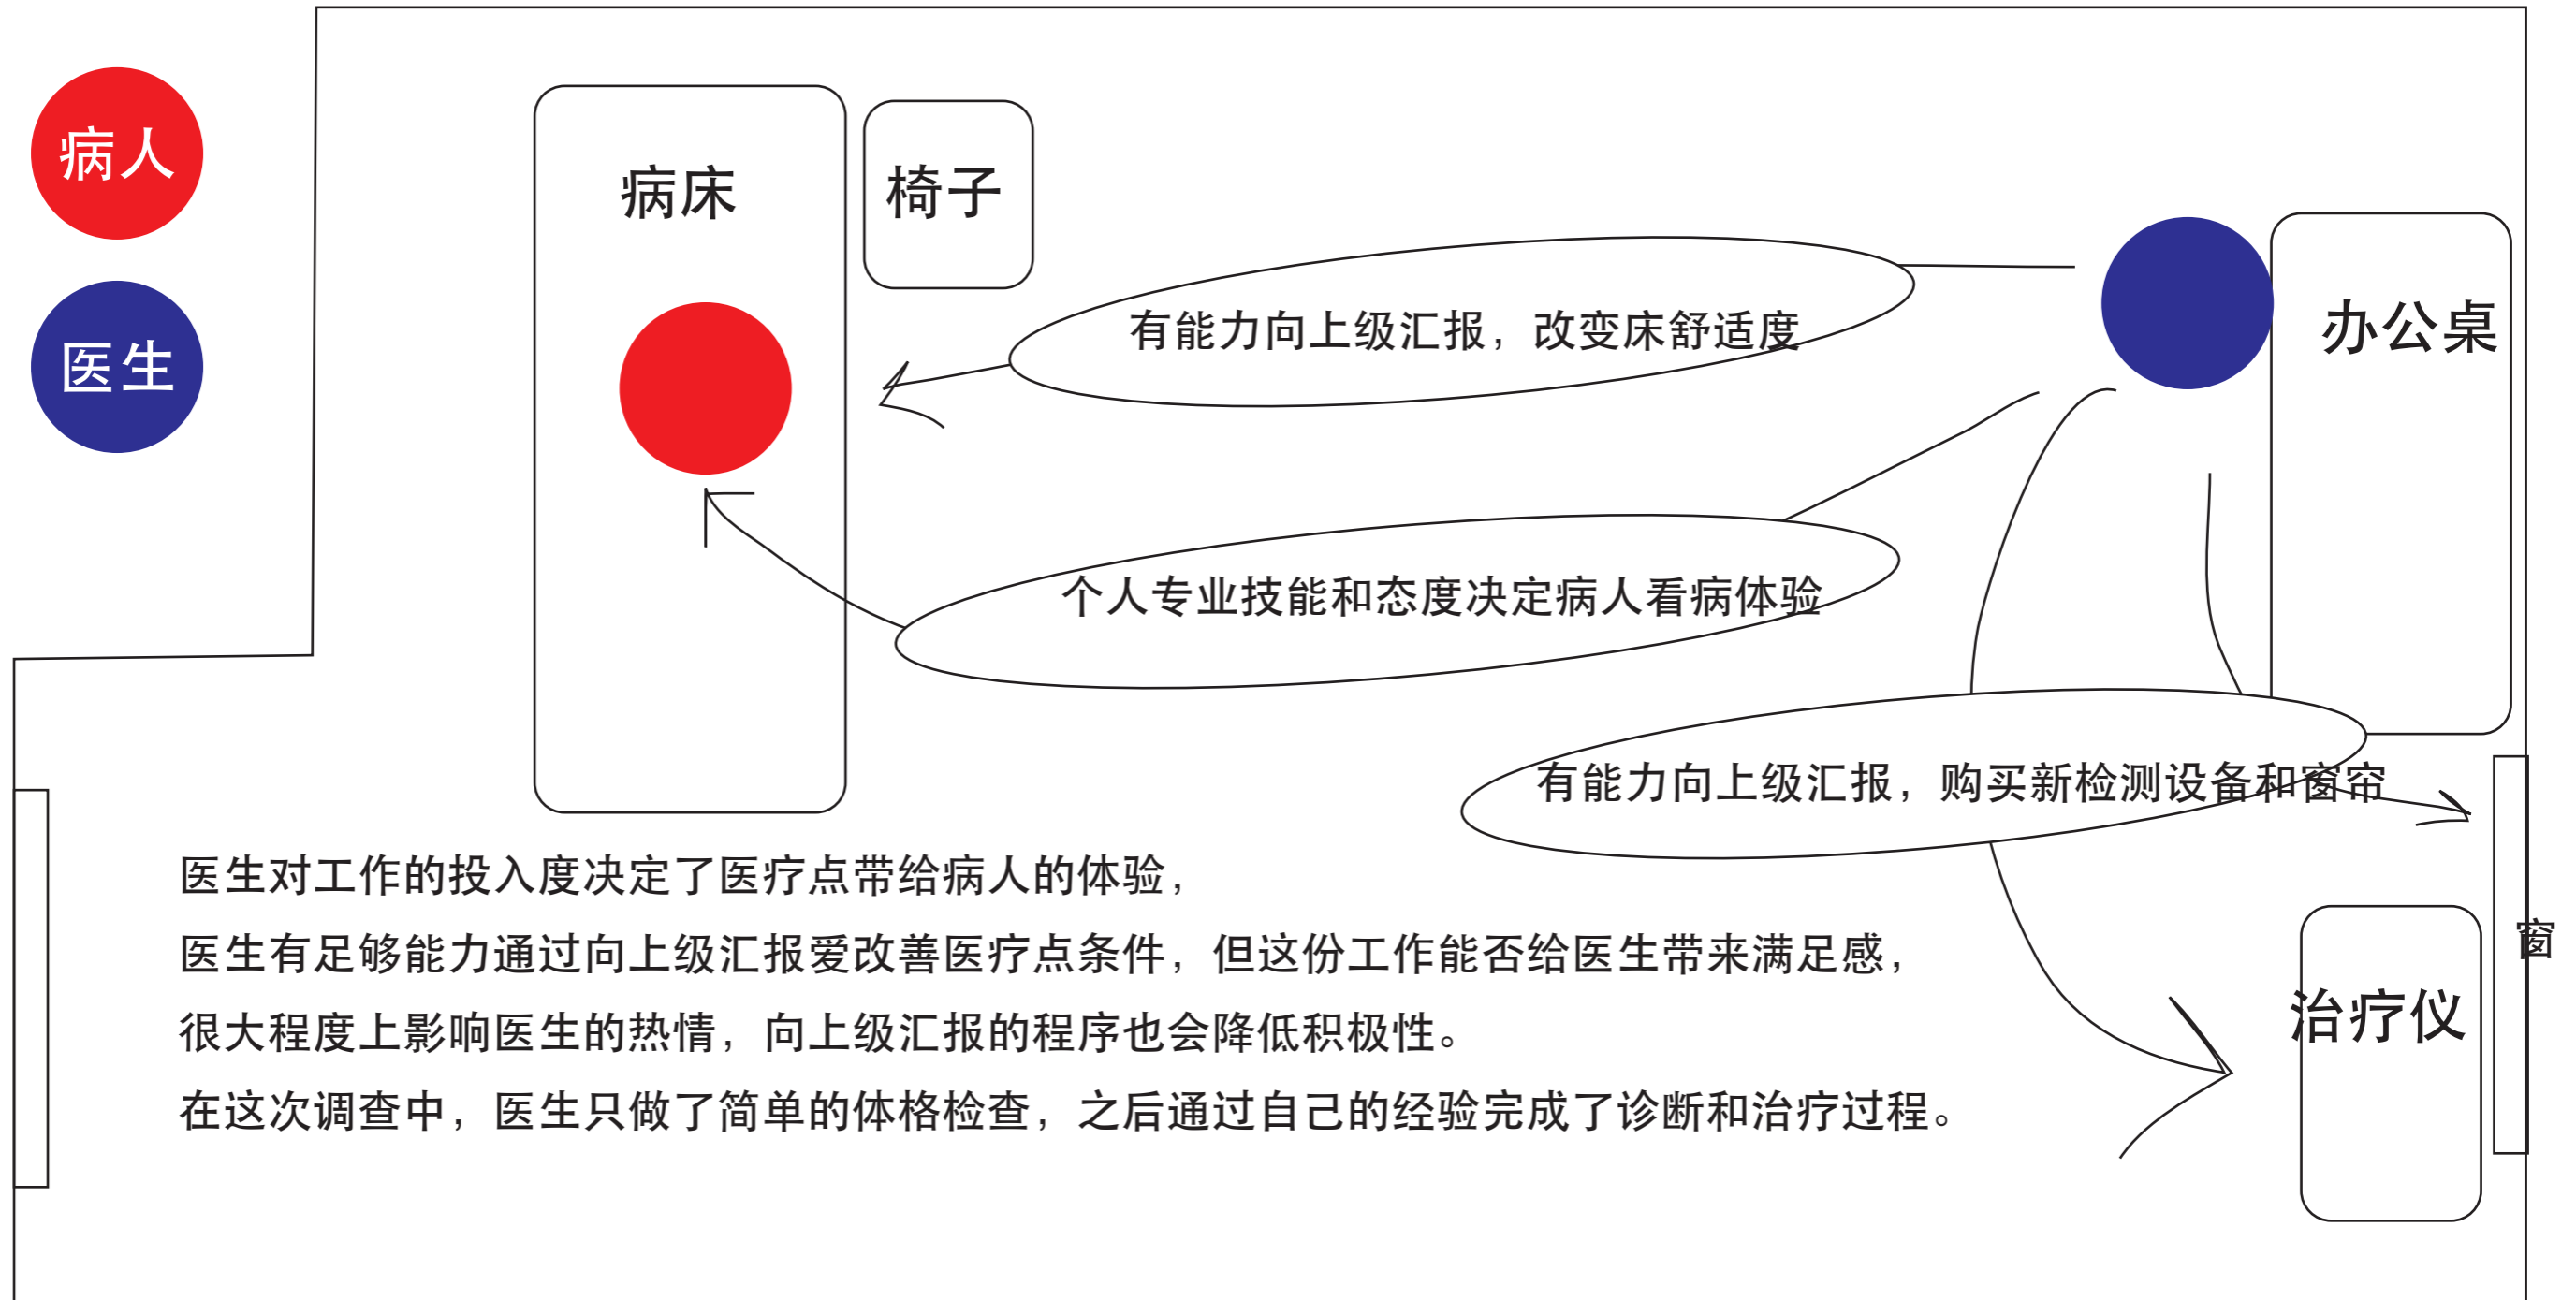 病人
医生
病床
椅子
办公桌
有能力向上级汇报，改变床舒适度
个人专业技能和态度决定病人看病体验
有能力向上级汇报，购买新检测设备和窗帘
窗
治疗仪
医生对工作的投入度决定了医疗点带给病人的体验，
医生有足够能力通过向上级汇报爱改善医疗点条件，但这份工作能否给医生带来满足感，
很大程度上影响医生的热情，向上级汇报的程序也会降低积极性。
在这次调查中，医生只做了简单的体格检查，之后通过自己的经验完成了诊断和治疗过程。